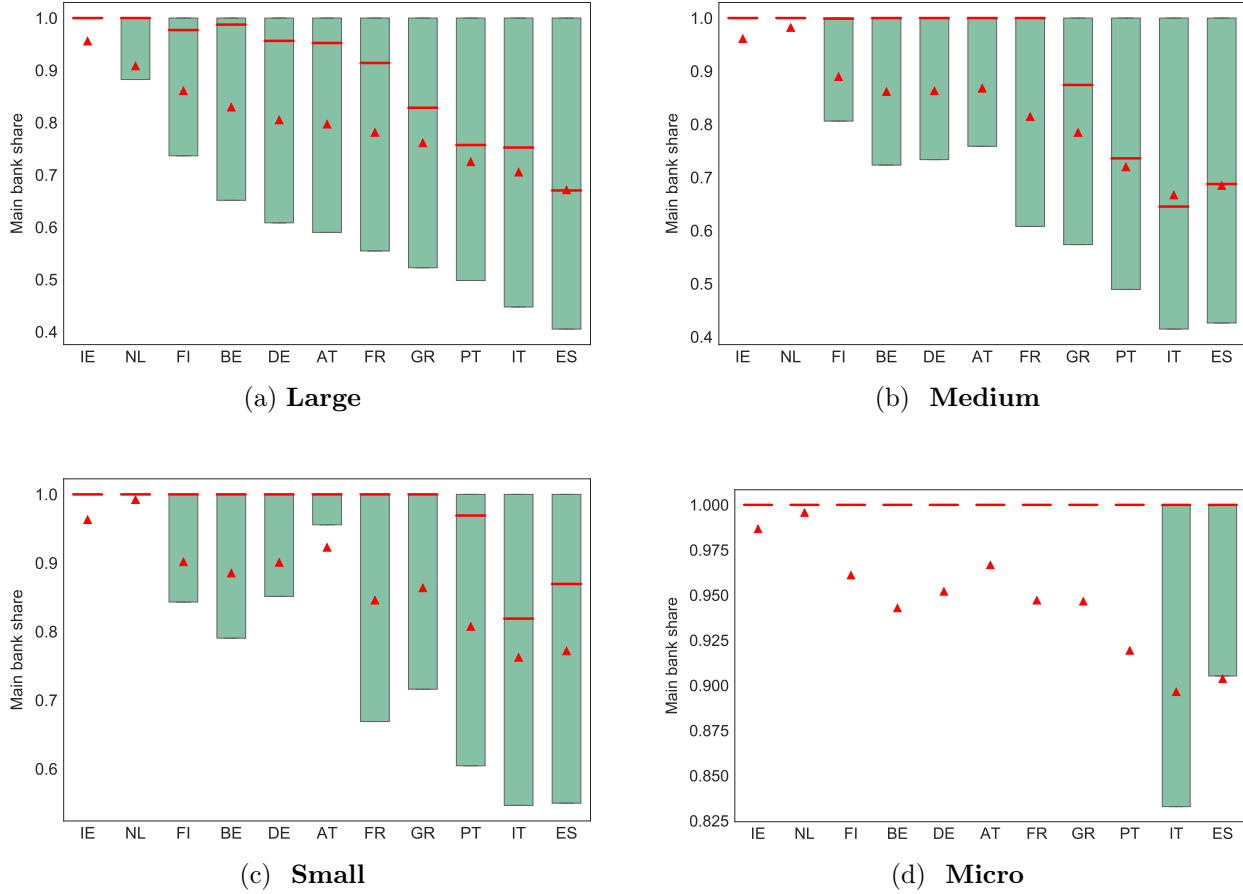 1.0
0.9
0.8
0.7
0.6
0.5
0.4
Main bank share
IE NL FI BE DE AT FR GR PT IT ES
(a) Large
1.0
0.9
0.8
0.7
0.6
0.5
0.4
Main bank share
IE NL FI BE DE AT FR GR PT IT ES
(b) Medium
1.0
0.9
0.8
0.7
0.6
Main bank share
IE NL FI BE DE AT FR GR PT IT ES
(c) Small
1.000
0.975
0.950
0.925
0.900
0.875
0.850
0.825
Main bank share
IE NL FI BE DE AT FR GR PT IT ES
(d) Micro